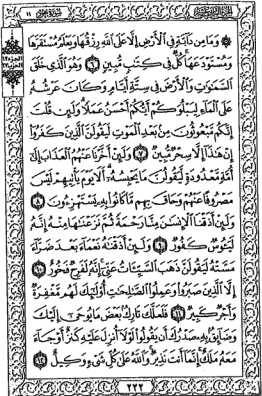 ۞ وَمَا مِن دَآبَّةٍ فِي ٱلْأَرْضِ إِلَّا عَلَى ٱللَّهِ رِزْقُهَا وَيَعْلَمُ مُسْتَقَرَّهَا
وَمُسْتَوْدَعَهَا ۚ كُلٌّ فِي كِتَٰبٍ مُّبِينٍ ٦ وَهُوَ ٱلَّذِي خَلَقَ
ٱلسَّمَٰوَٰتِ وَٱلْأَرْضَ فِي سِتَّةِ أَيَّامٍ وَكَانَ عَرْشُهُۥ
عَلَى ٱلْمَآءِ لِيَبْلُوَكُمْ أَيُّكُمْ أَحْسَنُ عَمَلًا ۗ وَلَئِن قُلْتَ
إِنَّكُم مَّبْعُوثُونَ مِنۢ بَعْدِ ٱلْمَوْتِ لَيَقُولَنَّ ٱلَّذِينَ كَفَرُوٓا۟
إِنْ هَٰذَآ إِلَّا سِحْرٌ مُّبِينٌ ٧ وَلَئِنْ أَخَّرْنَا عَنْهُمُ ٱلْعَذَابَ إِلَىٰٓ
أُمَّةٍ مَّعْدُودَةٍ لَّيَقُولُنَّ مَا يَحْبِسُهُۥٓ ۗ أَلَا يَوْمَ يَأْتِيهِمْ لَيْسَ
مَصْرُوفًا عَنْهُمْ وَحَاقَ بِهِم مَّا كَانُوا۟ بِهِۦ يَسْتَهْزِءُونَ ٨
وَلَئِنْ أَذَقْنَا ٱلْإِنسَٰنَ مِنَّا رَحْمَةً ثُمَّ نَزَعْنَٰهَا مِنْهُ إِنَّهُۥ
لَيَـُٔوسٌ كَفُورٌ ٩ وَلَئِنْ أَذَقْنَٰهُ نَعْمَآءَ بَعْدَ ضَرَّآءَ
مَسَّتْهُ لَيَقُولَنَّ ذَهَبَ ٱلسَّيِّـَٔاتُ عَنِّيٓ ۚ إِنَّهُۥ لَفَرِحٌ فَخُورٌ ١٠
إِلَّا ٱلَّذِينَ صَبَرُوا۟ وَعَمِلُوا۟ ٱلصَّٰلِحَٰتِ أُو۟لَٰٓئِكَ لَهُم مَّغْفِرَةٌ
وَأَجْرٌ كَبِيرٌ ١١ فَلَعَلَّكَ تَارِكٌۢ بَعْضَ مَا يُوحَىٰٓ إِلَيْكَ
وَضَآئِقٌۢ بِهِۦ صَدْرُكَ أَن يَقُولُوا۟ لَوْلَآ أُنزِلَ عَلَيْهِ كَنزٌ أَوْ جَآءَ
مَعَهُۥ مَلَكٌ ۚ إِنَّمَآ أَنتَ نَذِيرٌ ۚ وَٱللَّهُ عَلَىٰ كُلِّ شَيْءٍ وَكِيلٌ ١٢
٢٢٢